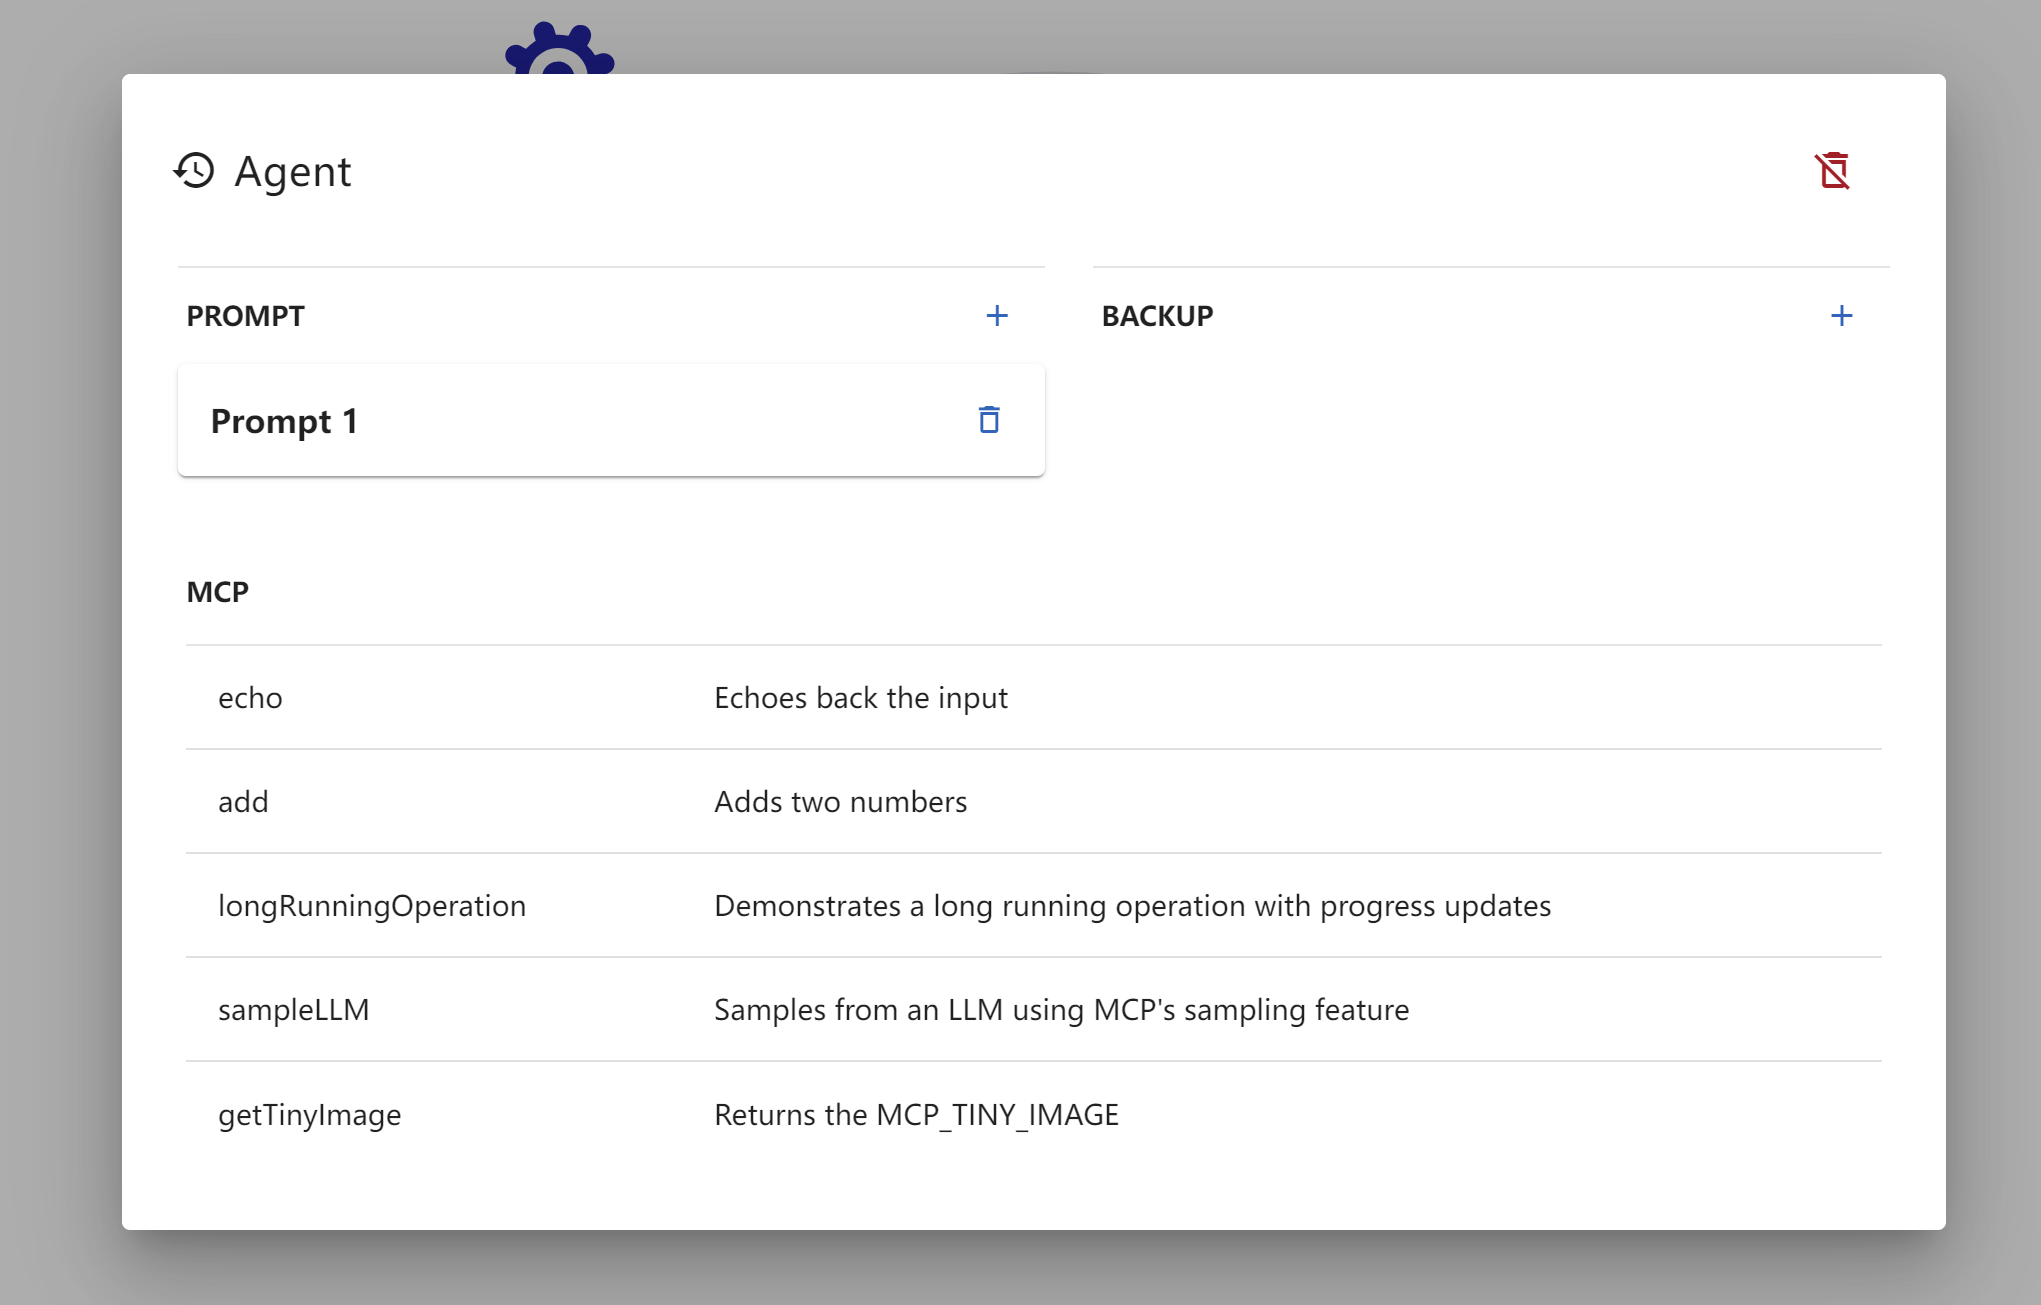 Agent
PROMPT
BACKUP
Prompt 1
MCP
echo
Echoes back the input
add
Adds two numbers
longRunningOperation
Demonstrates a long running operation with progress updates
sampleLLM
Samples from an LLM using MCP's sampling feature
getTinyImage
Returns the MCP_TINY_IMAGE